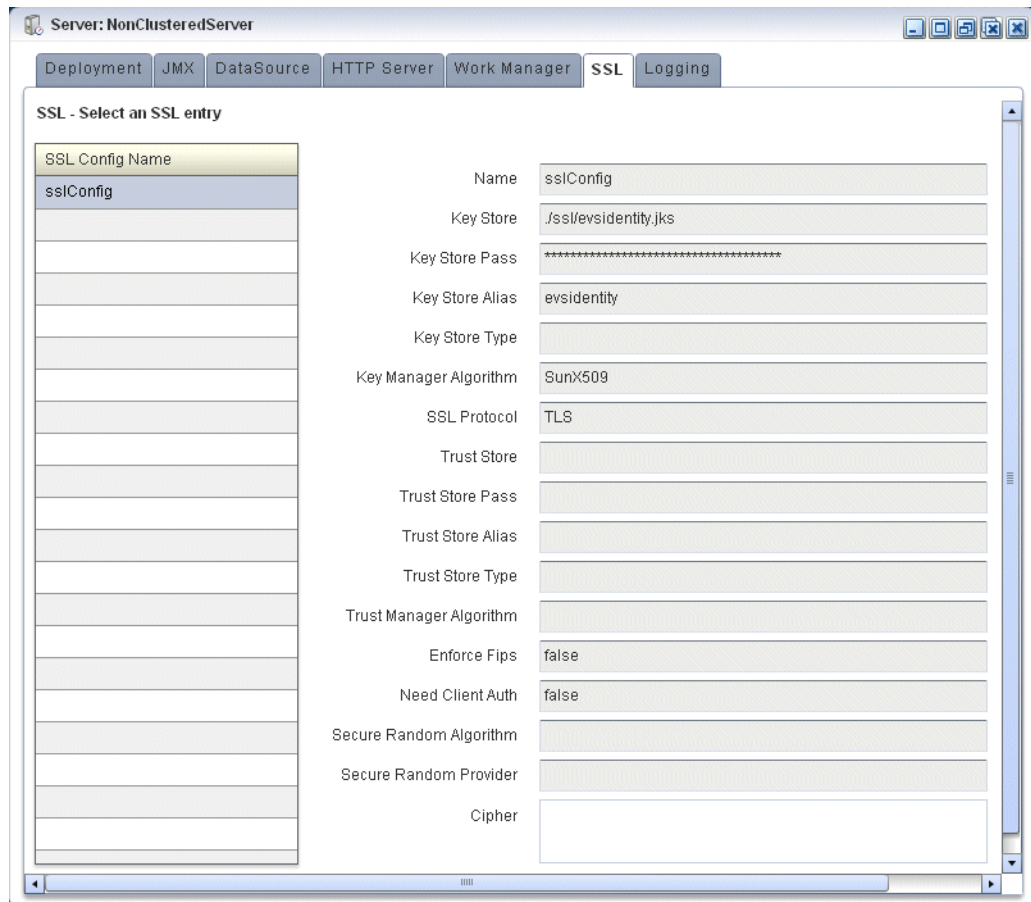 Server: NonClusteredServer
Deployment JMX DataSource HTTP Server Work Manager SSL Logging
SSL - Select an SSL entry
SSL Config Name
sslConfig
Name sslConfig
Key Store ./ssl/evsidentity.jks
Key Store Pass *************************************
Key Store Alias evsidentity
Key Store Type
Key Manager Algorithm SunX509
SSL Protocol TLS
Trust Store
Trust Store Pass
Trust Store Alias
Trust Store Type
Trust Manager Algorithm
Enforce Fips false
Need Client Auth false
Secure Random Algorithm
Secure Random Provider
Cipher